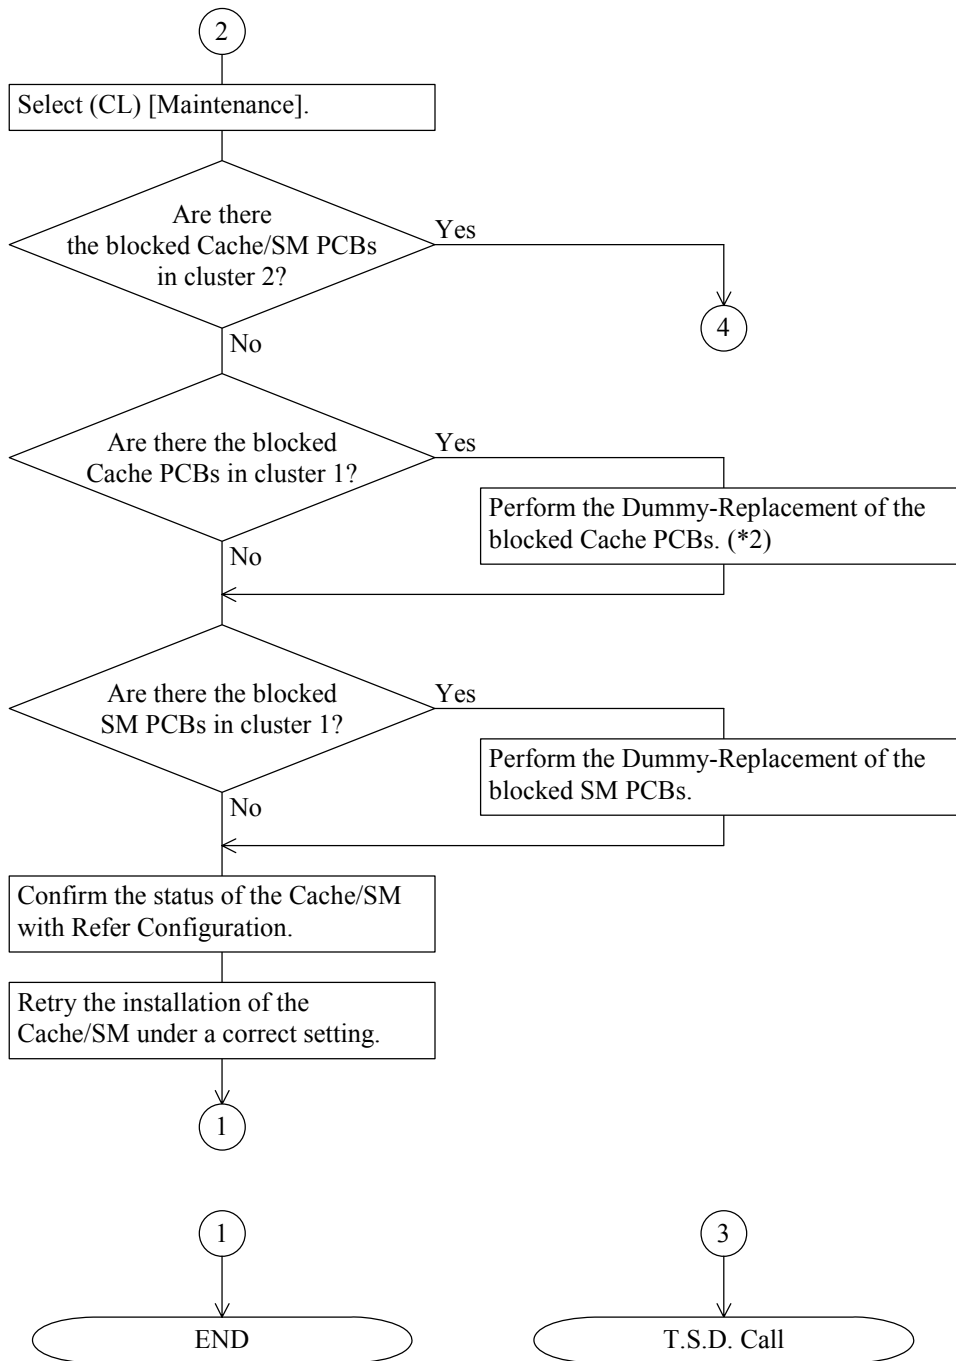 2
Select (CL) [Maintenance].
Are there
the blocked Cache/SM PCBs
in cluster 2?
Yes
4
No
Are there the blocked
Cache PCBs in cluster 1?
Yes
Perform the Dummy-Replacement of the
blocked Cache PCBs. (*2)
No
Are there the blocked
SM PCBs in cluster 1?
Yes
Perform the Dummy-Replacement of the
blocked SM PCBs.
No
Confirm the status of the Cache/SM
with Refer Configuration.
Retry the installation of the
Cache/SM under a correct setting.
1
1
3
END
T.S.D. Call